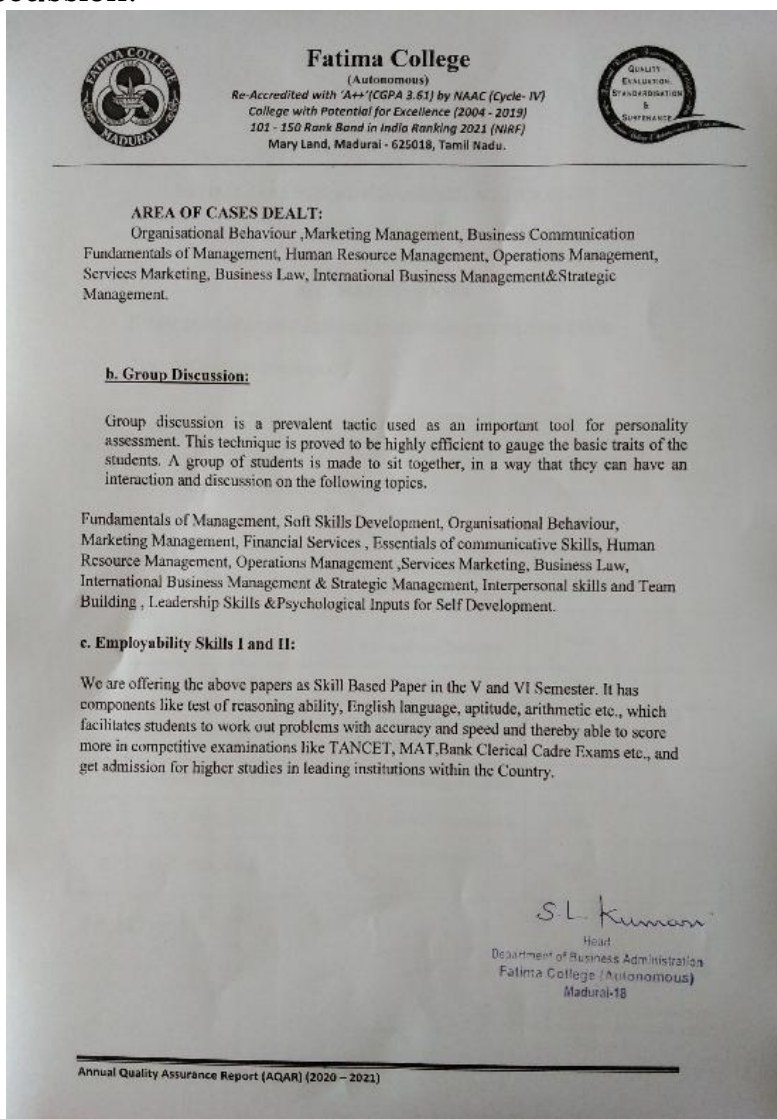 cussion:
FATIMA COLLEGE
MADURAI
Fatima College
(Autonomous)
Re-Accredited with 'A++'(CGPA 3.61) by NAAC (Cycle- IV)
College with Potential for Excellence (2004 - 2019)
101 - 150 Rank Band in India Ranking 2021 (NIRF)
Mary Land, Madurai - 625018, Tamil Nadu.
QUALITY
EVALUATION,
STANDARDISATION
&
SUSTENANCE
AREA OF CASES DEALT:
Organisational Behaviour ,Marketing Management, Business Communication
Fundamentals of Management, Human Resource Management, Operations Management,
Services Marketing, Business Law, International Business Management&Strategic
Management.
b. Group Discussion:
Group discussion is a prevalent tactic used as an important tool for personality
assessment. This technique is proved to be highly efficient to gauge the basic traits of the
students. A group of students is made to sit together, in a way that they can have an
interaction and discussion on the following topics.
Fundamentals of Management, Soft Skills Development, Organisational Behaviour,
Marketing Management, Financial Services , Essentials of communicative Skills, Human
Resource Management, Operations Management ,Services Marketing, Business Law,
International Business Management & Strategic Management, Interpersonal skills and Team
Building , Leadership Skills &Psychological Inputs for Self Development.
c. Employability Skills I and II:
We are offering the above papers as Skill Based Paper in the V and VI Semester. It has
components like test of reasoning ability, English language, aptitude, arithmetic etc., which
facilitates students to work out problems with accuracy and speed and thereby able to score
more in competitive examinations like TANCET, MAT,Bank Clerical Cadre Exams etc., and
get admission for higher studies in leading institutions within the Country.
S.L. Kumari
Head
Department of Business Administration
Fatima College (Autonomous)
Madurai-18
Annual Quality Assurance Report (AQAR) (2020 – 2021)